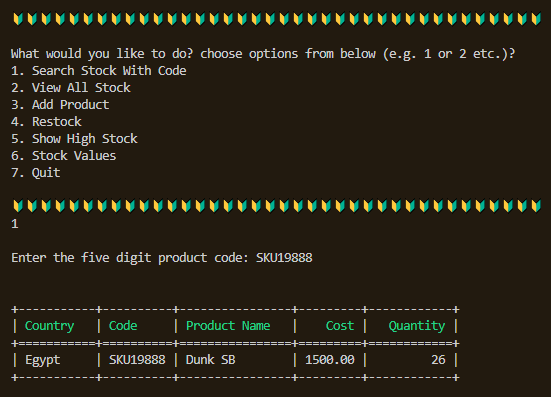 What would you like to do? choose options from below (e.g. 1 or 2 etc.)?
1. Search Stock With Code
2. View All Stock
3. Add Product
4. Restock
5. Show High Stock
6. Stock Values
7. Quit
1
Enter the five digit product code: SKU19888
Country Code Product Name Cost Quantity
Egypt SKU19888 Dunk SB 1500.00 26